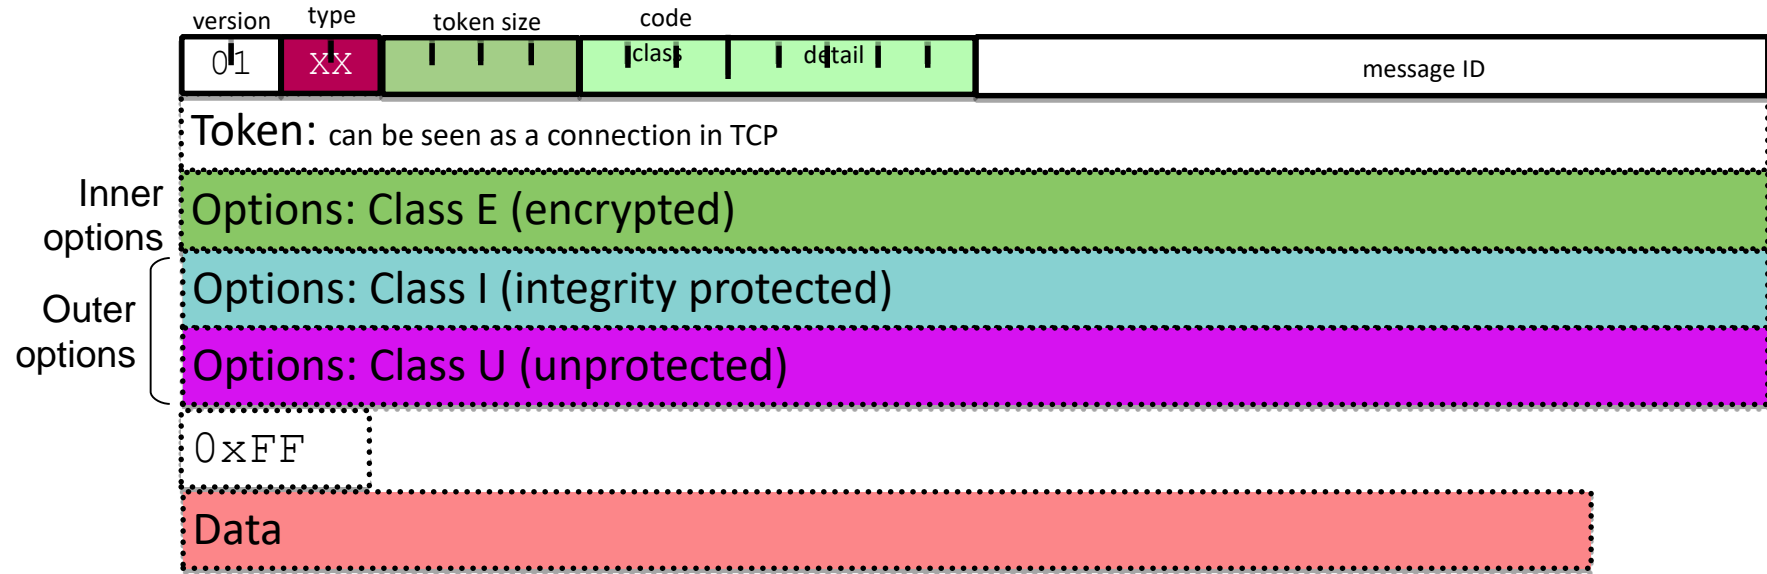 version type token size code
01 XX class detail message ID
Token: can be seen as a connection in TCP
Inner
options
Options: Class E (encrypted)
Options: Class I (integrity protected)
Outer
options
Options: Class U (unprotected)
0xFF
Data